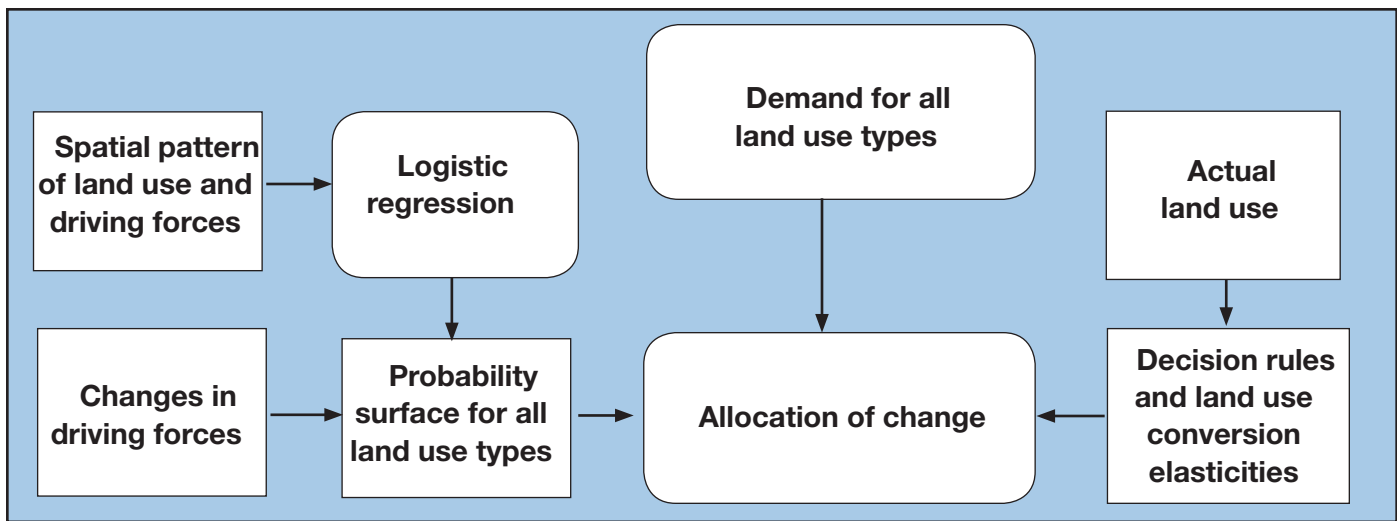 Spatial pattern
of land use and
driving forces
Logistic
regression
Demand for all
land use types
Actual
land use
Changes in
driving forces
Probability
surface for all
land use types
Allocation of change
Decision rules
and land use
conversion
elasticities